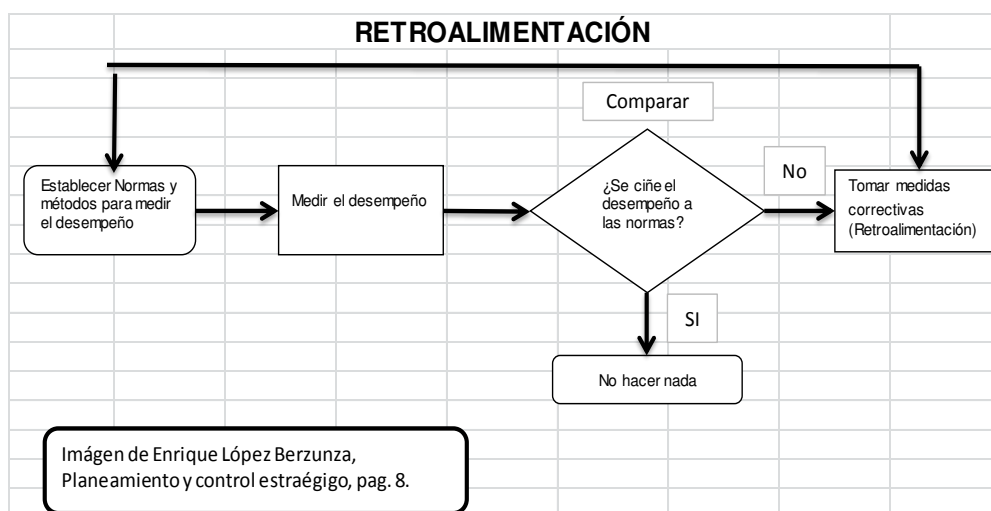 RETROALIMENTACIÓN
Comparar
Establecer Normas y
métodos para medir
el desempeño
Medir el desempeño
¿Se ciñe el
desempeño a
las normas?
No
Tomar medidas
correctivas
(Retroalimentación)
SI
No hacer nada
Imágen de Enrique López Berzunza,
Planeamiento y control estraégigo, pag. 8.